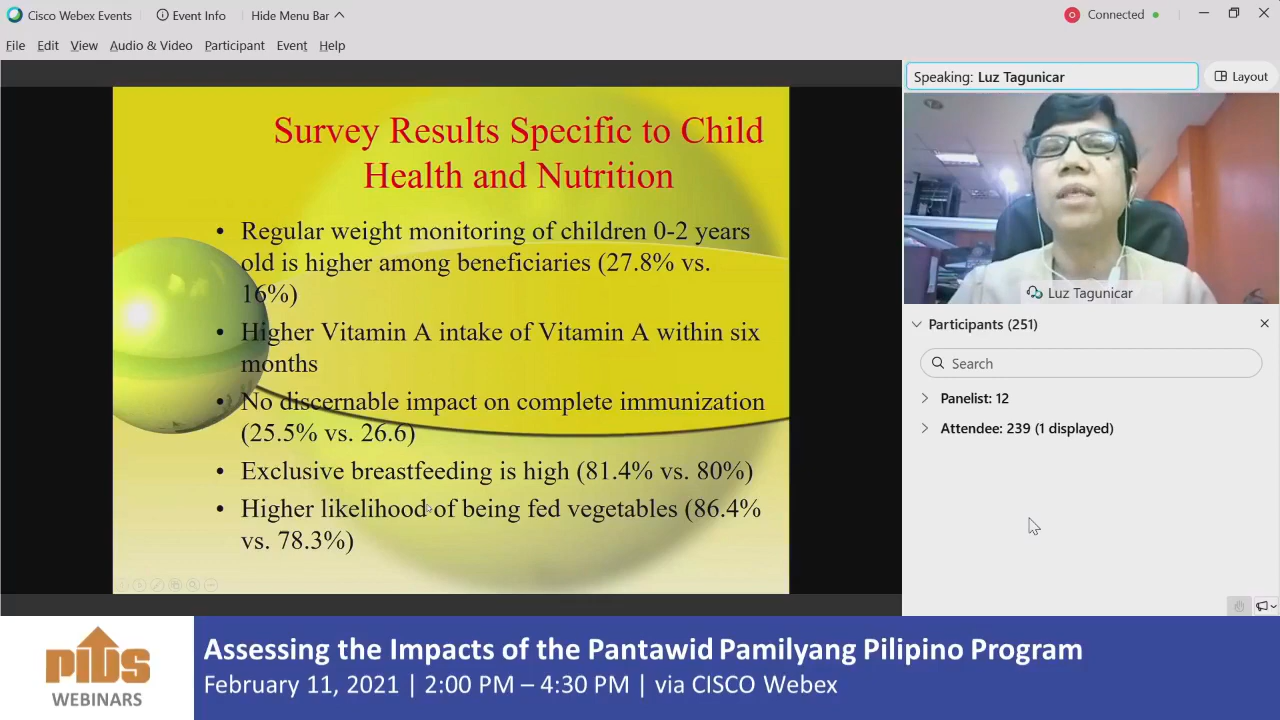 Cisco Webex Events
Event Info
Hide Menu Bar
Connected
File Edit View Audio & Video Participant Event Help
Speaking: Luz Tagunicar
Layout
Survey Results Specific to Child
Health and Nutrition
• Regular weight monitoring of children 0-2 years
old is higher among beneficiaries (27.8% vs.
16%)
• Higher Vitamin A intake of Vitamin A within six
months
• No discernable impact on complete immunization
(25.5% vs. 26.6)
• Exclusive breastfeeding is high (81.4% vs. 80%)
• Higher likelihood of being fed vegetables (86.4%
vs. 78.3%)
Luz Tagunicar
Participants (251)
Search
Panelist: 12
Attendee: 239 (1 displayed)
PIDS
WEBINARS
Assessing the Impacts of the Pantawid Pamilyang Pilipino Program
February 11, 2021 | 2:00 PM – 4:30 PM | via CISCO Webex